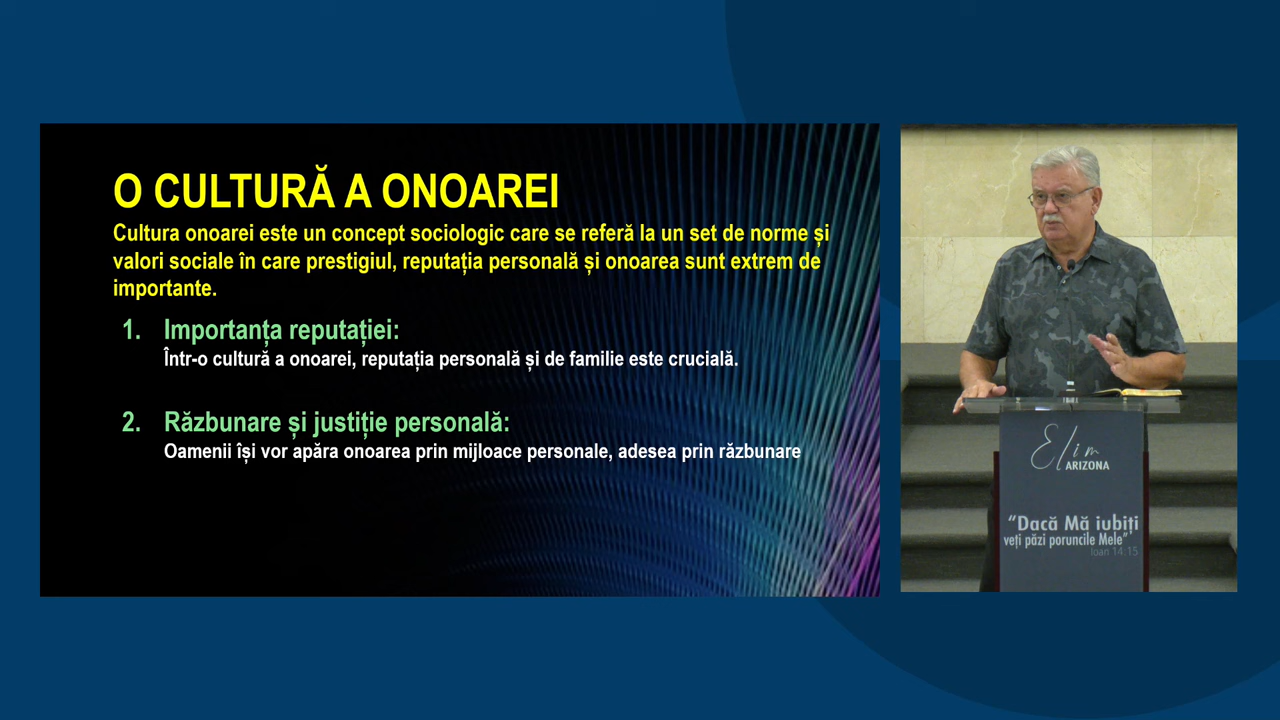 O CULTURĂ A ONOAREI
Cultura onoarei este un concept sociologic care se referă la un set de norme și
valori sociale în care prestigiul, reputația personală și onoarea sunt extrem de
importante.
1. Importanța reputației:
Într-o cultură a onoarei, reputația personală și de familie este crucială.
2. Răzbunare și justiție personală:
Oamenii își vor apăra onoarea prin mijloace personale, adesea prin răzbunare
Elim
ARIZONA
“Dacă Mă iubiți
veți păzi poruncile Mele”
Ioan 14:15